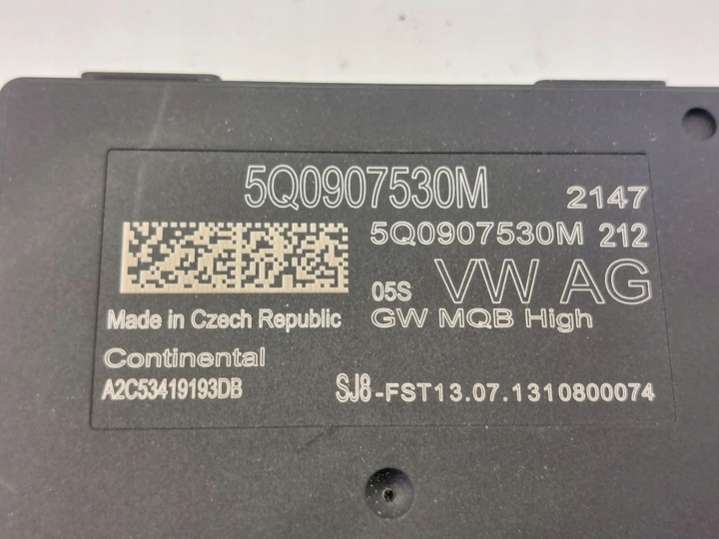 5Q0907530M 2147
5Q0907530M 212
05S VW AG
Made in Czech Republic GW MQB High
Continental
A2C53419193DB SJ8-FST13.07.1310800074